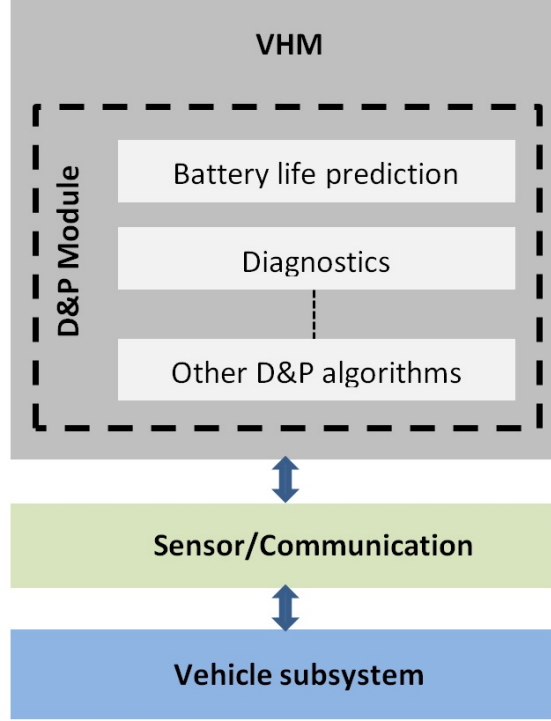 VHM
D&P Module
Battery life prediction
Diagnostics
Other D&P algorithms
Sensor/Communication
Vehicle subsystem